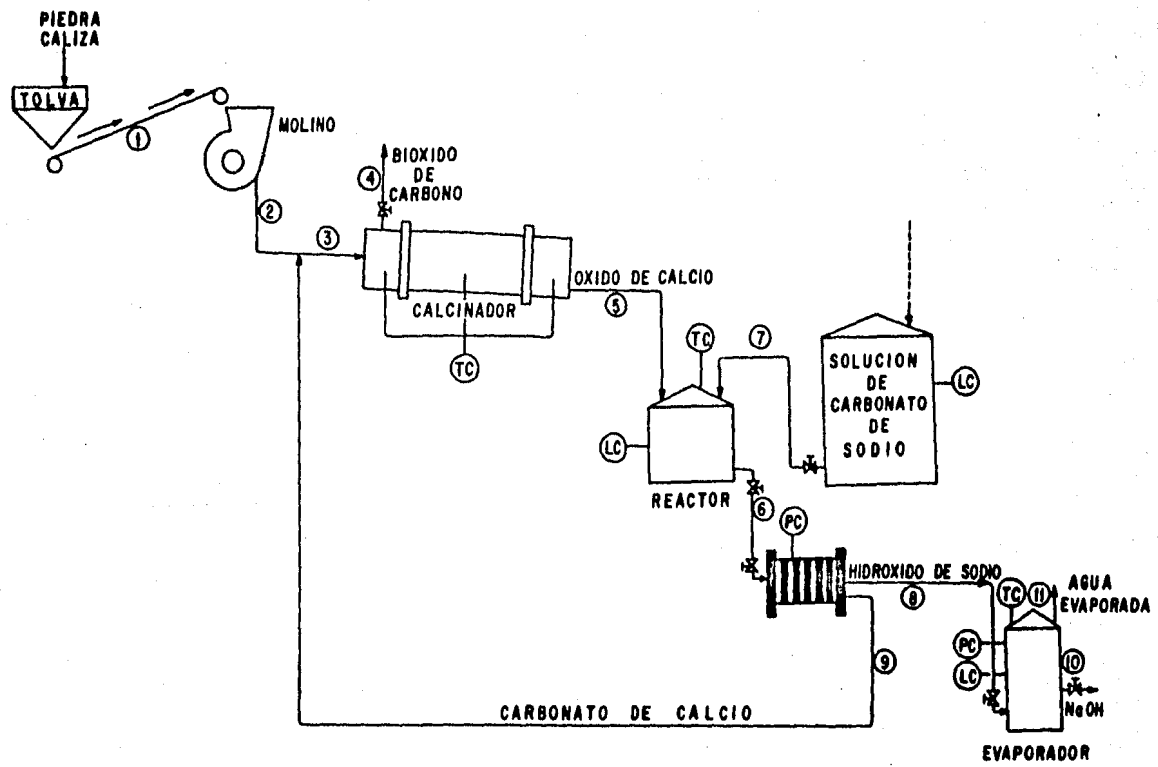 PIEDRA
CALIZA
TOLVA
1
MOLINO
2
3
4
BIOXIDO
DE
CARBONO
CALCINADOR
TC
OXIDO DE CALCIO
5
TC
7
LC
REACTOR
SOLUCION
DE
CARBONATO
DE
SODIO
LC
6
PC
HIDROXIDO DE SODIO
8
9
CARBONATO DE CALCIO
TC
11
AGUA
EVAPORADA
PC
LC
10
NaOH
EVAPORADOR